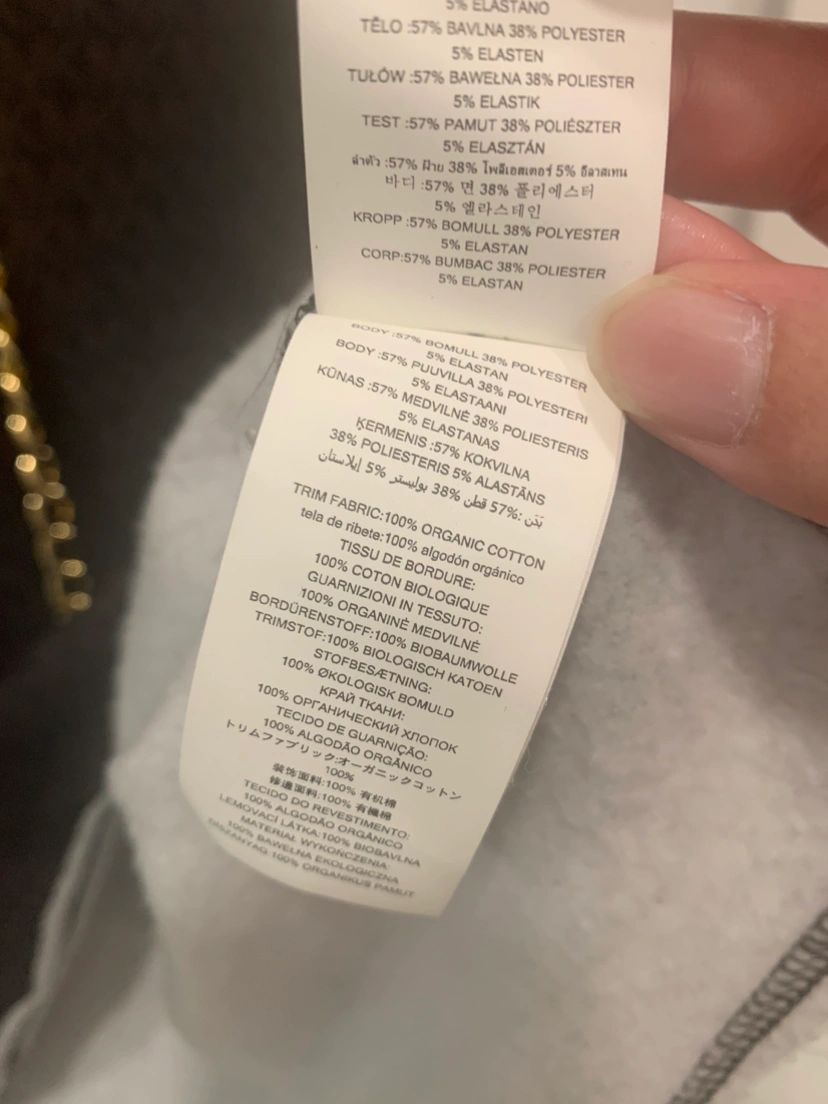 5% ELASTANO
TĚLO :57% BAVLNA 38% POLYESTER
5% ELASTEN
TUŁÓW :57% BAWEŁNA 38% POLIESTER
5% ELASTIK
TEST :57% PAMUT 38% POLIÉSZTER
5% ELASZTÁN
ลำตัว :57% ฝ้าย 38% โพลีเอสเตอร์ 5% อีลาสเทน
바디 :57% 면 38% 폴리에스터
5% 엘라스테인
KROPP :57% BOMULL 38% POLYESTER
5% ELASTAN
CORP:57% BUMBAC 38% POLIESTER
5% ELASTAN
BODY :57% BOMULL 38% POLYESTER
5% ELASTAN
BODY :57% PUUVILLA 38% POLYESTERI
5% ELASTAANI
KŪNAS :57% MEDVILNĖ 38% POLIESTERIS
5% ELASTANAS
ĶERMENIS :57% KOKVILNA
38% POLIESTERIS 5% ALASTĀNS
بَدَن :57% قطن 38% بوليستر 5% إيلاستان
TRIM FABRIC:100% ORGANIC COTTON
tela de ribete:100% algodón orgánico
TISSU DE BORDURE:
100% COTON BIOLOGIQUE
GUARNIZIONI IN TESSUTO:
100% ORGANINĖ MEDVILNĖ
BORDÜRENSTOFF:100% BIOBAUMWOLLE
TRIMSTOF:100% BIOLOGISCH KATOEN
STOFBESÆTNING:
100% ØKOLOGISK BOMULD
КРАЙ ТКАНИ:
100% ОРГАНИЧЕСКИЙ ХЛОПОК
TECIDO DE GUARNIÇÃO:
100% ALGODÃO ORGÂNICO
トリムファブリック:オーガニックコットン
100%
装饰面料:100% 有机棉
修邊面料:100% 有機棉
TECIDO DO REVESTIMENTO:
100% ALGODÃO ORGÂNICO
LEMOVACÍ LÁTKA:100% BIOBAVLNA
MATERIAŁ WYKOŃCZENIA:
100% BAWEŁNA EKOLOGICZNA
DÍSZANYAG:100% ORGANIKUS PAMUT